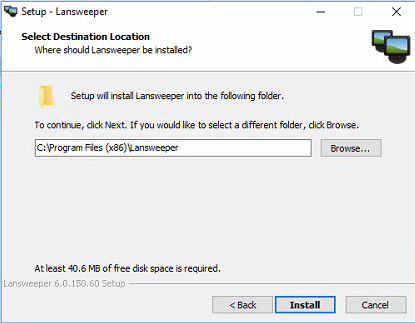 Setup - Lansweeper
Select Destination Location
Where should Lansweeper be installed?
Setup will install Lansweeper into the following folder.
To continue, click Next. If you would like to select a different folder, click Browse.
C:\Program Files (x86)\Lansweeper
Browse...
At least 40.6 MB of free disk space is required.
Lansweeper 6.0.150.60 Setup
< Back
Install
Cancel